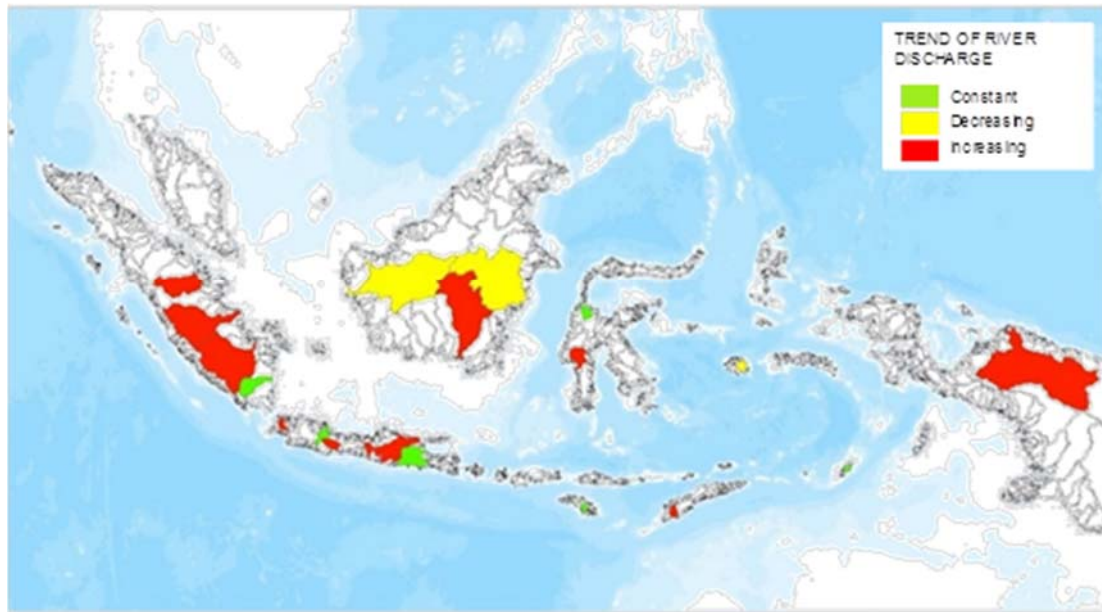 TREND OF RIVER
DISCHARGE
Constant
Decreasing
Increasing